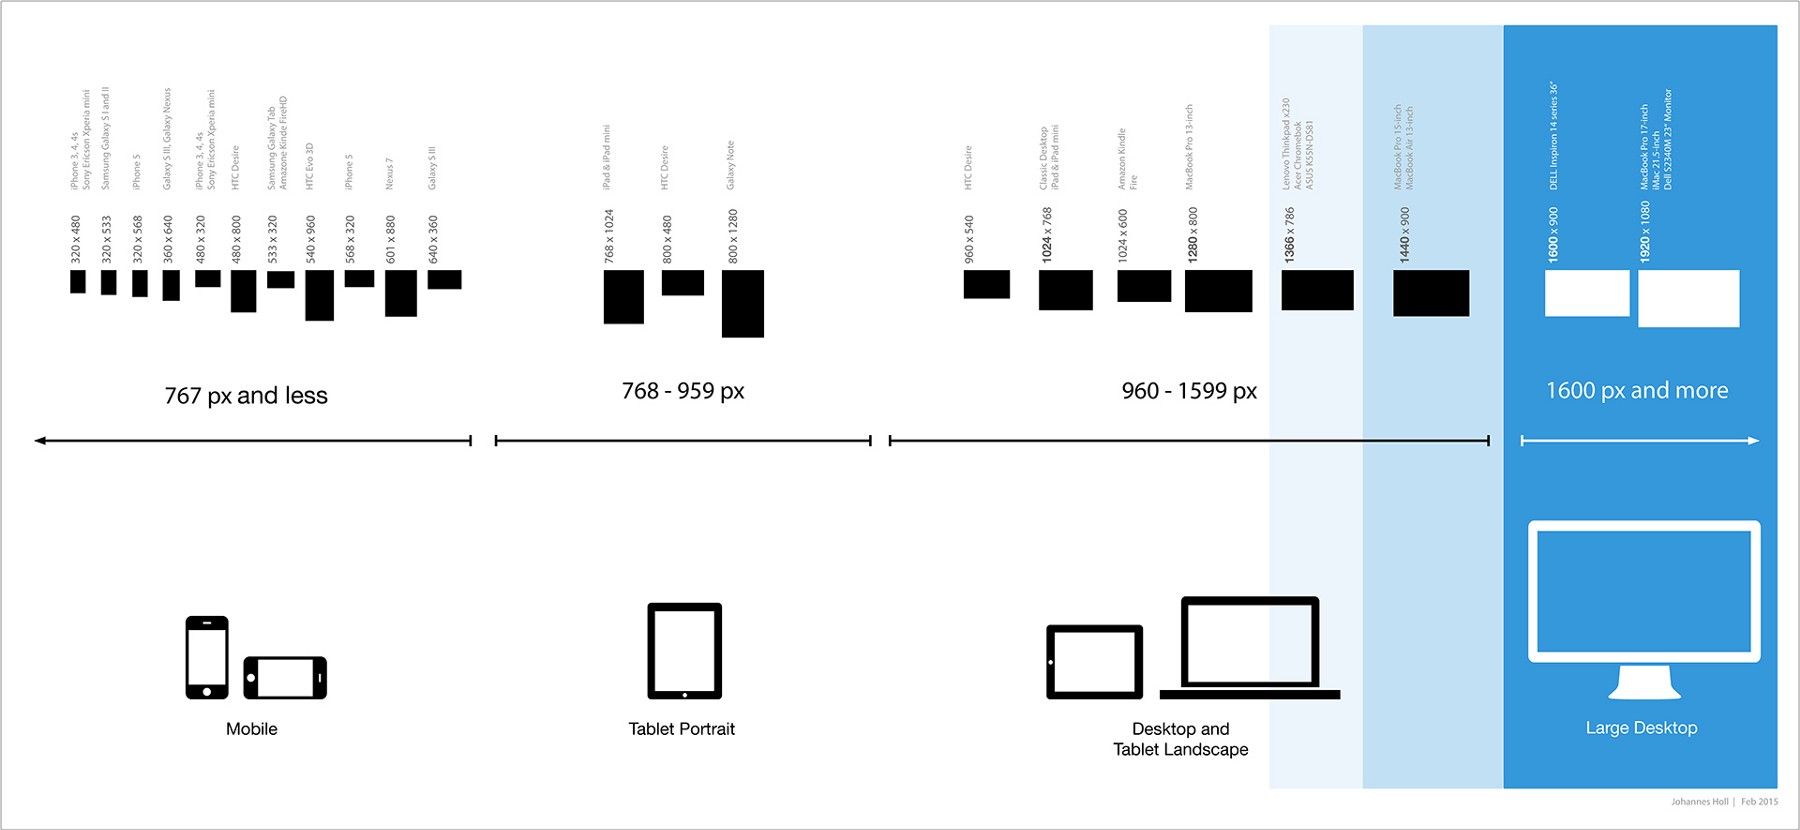 iPhone 3, 4, 4s
Sony Ericson Xperia mini
320 x 480
Samsung Galaxy S I and II
320 x 533
iPhone 5
320 x 568
Galaxy S III, Galaxy Nexus
360 x 640
iPhone 3, 4, 4s
Sony Ericson Xperia mini
480 x 320
HTC Desire
480 x 800
Samsung Galaxy Tab
Amazone Kinde FireHD
533 x 320
HTC Evo 3D
540 x 960
iPhone 5
568 x 320
Nexus 7
601 x 880
Galaxy S III
640 x 360
767 px and less
Mobile
iPad & iPad mini
768 x 1024
HTC Desire
800 x 480
Galaxy Note
800 x 1280
768 - 959 px
Tablet Portrait
HTC Desire
960 x 540
Classic Desktop
iPad & iPad mini
1024 x 768
Amazon Kindle
Fire
1024 x 600
MacBook Pro 13-inch
1280 x 800
Lenovo Thinkpad x230
Acer Chromebok
ASUS K55N-DS81
1366 x 786
MacBook Pro 15-inch
MacBook Air 13-inch
1440 x 900
960 - 1599 px
Desktop and
Tablet Landscape
DELL Inspiron 14 series 36"
1600 x 900
MacBook Pro 17-inch
iMac 21.5-inch
Dell S2340M 23" Monitor
1920 x 1080
1600 px and more
Large Desktop
Johannes Holl | Feb 2015